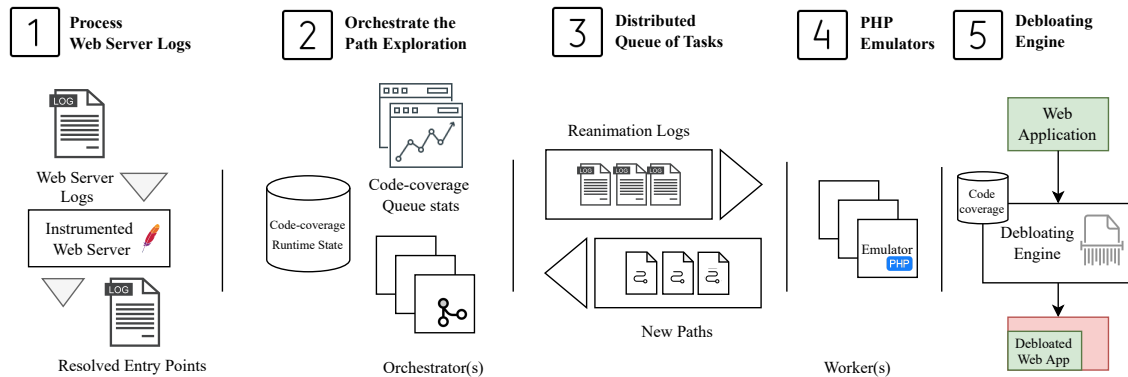 1
Process
Web Server Logs
LOG
Web Server
Logs
Instrumented
Web Server
LOG
Resolved Entry Points
2
Orchestrate the
Path Exploration
Code-coverage
Queue stats
Code-coverage
Runtime State
Orchestrator(s)
3
Distributed
Queue of Tasks
Reanimation Logs
LOG LOG LOG
New Paths
4
PHP
Emulators
Emulator
PHP
Worker(s)
5
Debloating
Engine
Web
Application
Code
coverage
Debloating
Engine
Debloated
Web App